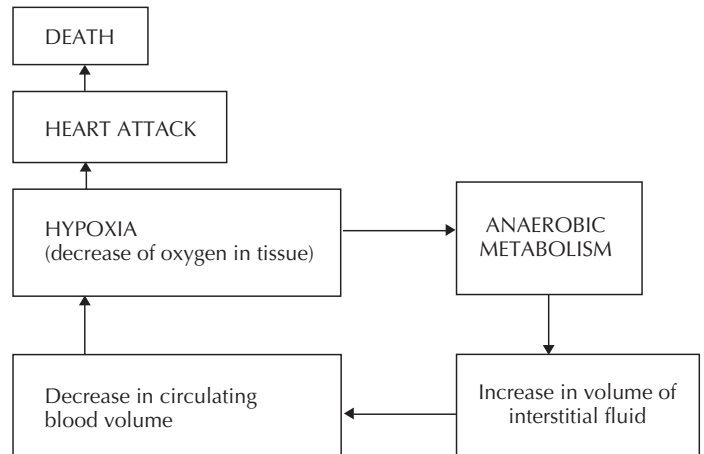 DEATH
HEART ATTACK
HYPOXIA
(decrease of oxygen in tissue)
ANAEROBIC
METABOLISM
Decrease in circulating
blood volume
Increase in volume of
interstitial fluid